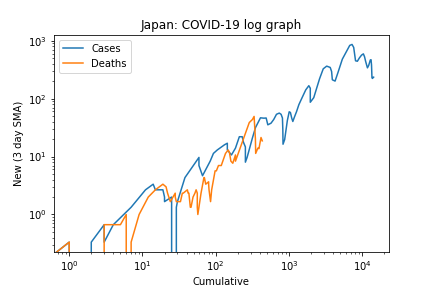 Japan: COVID-19 log graph
Cases
Deaths
New (3 day SMA)
10³
10²
10¹
10⁰
10⁰ 10¹ 10² 10³ 10⁴
Cumulative